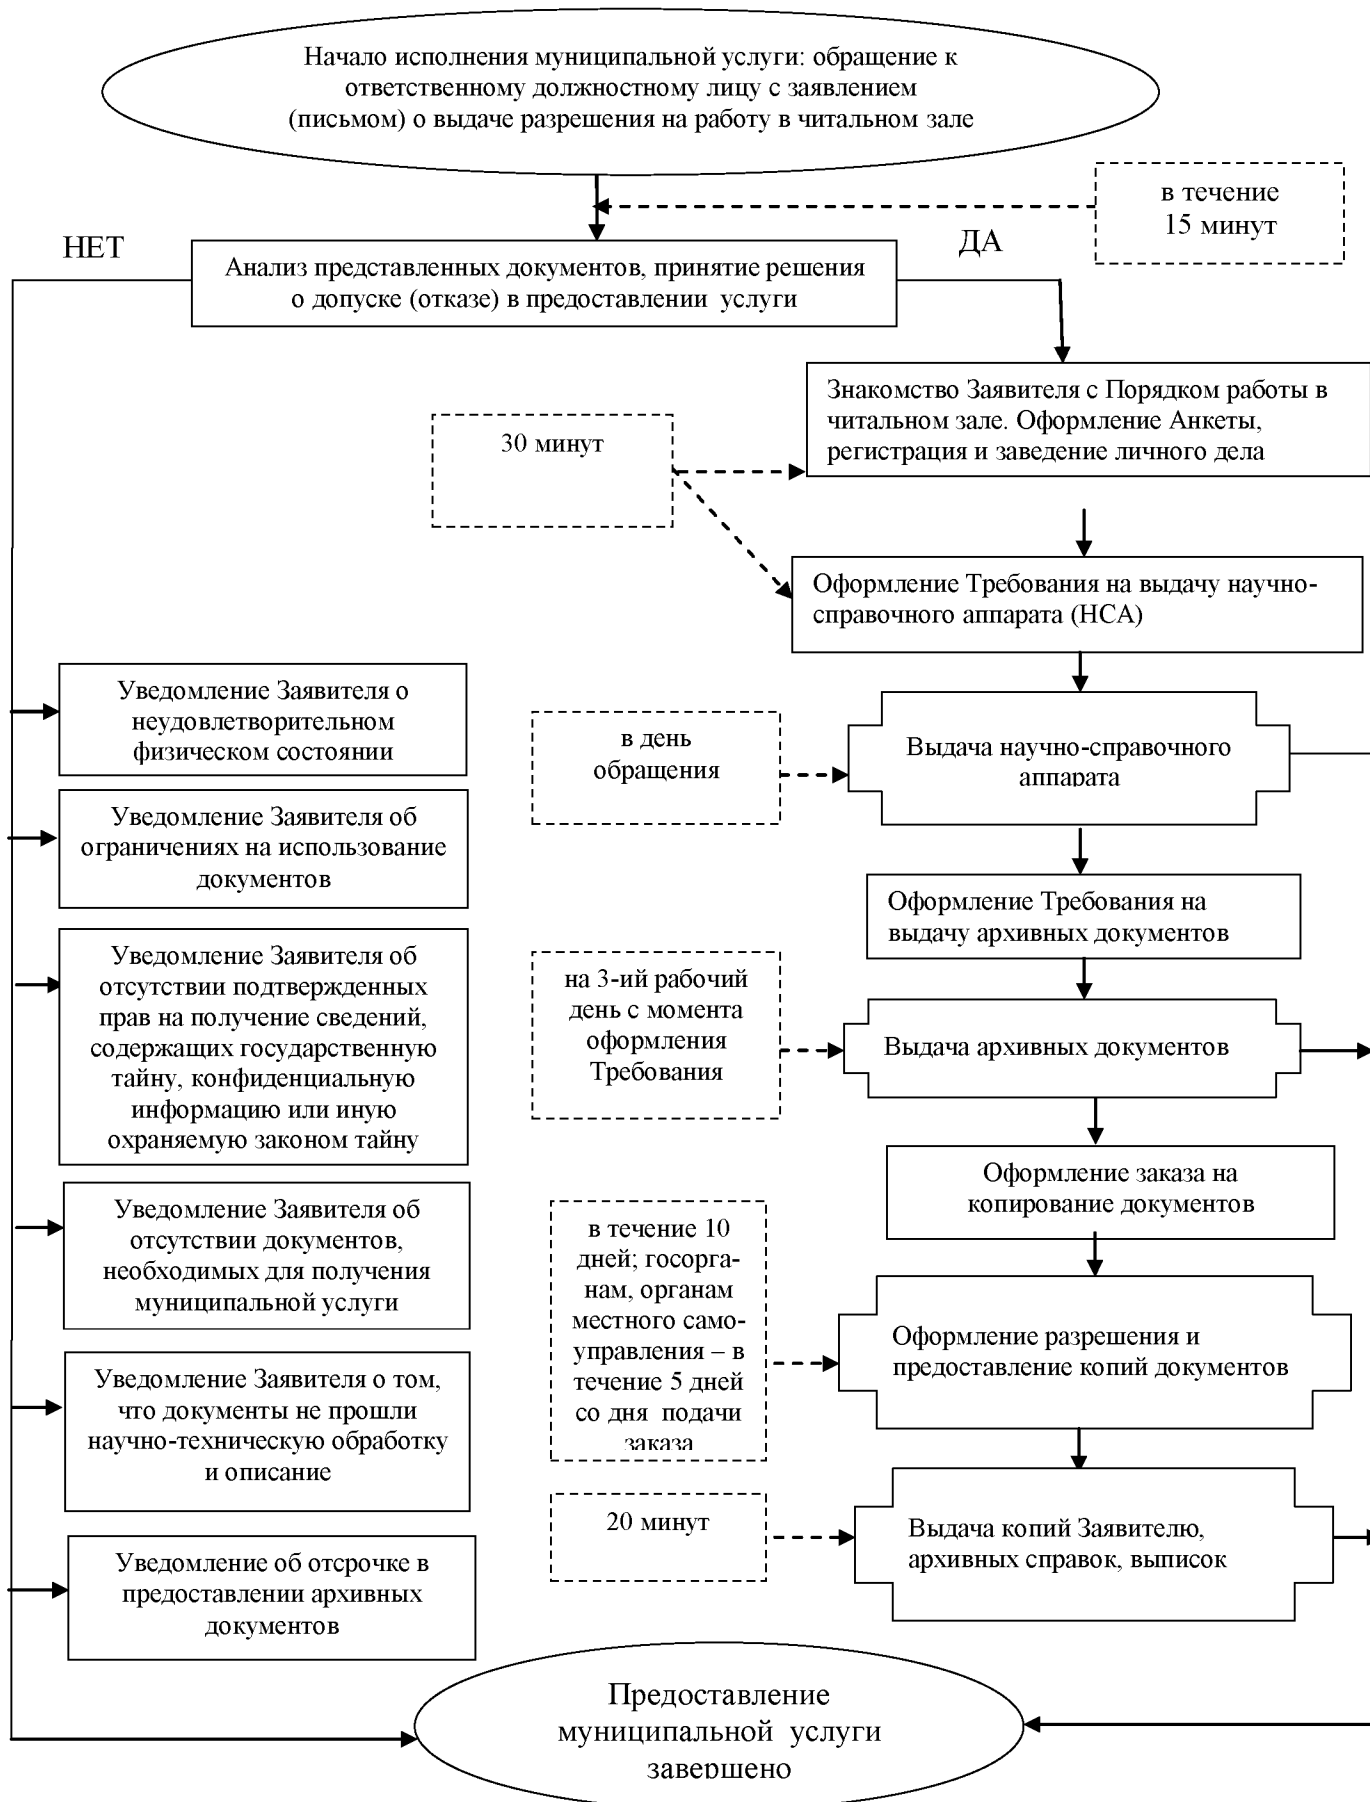 Начало исполнения муниципальной услуги: обращение к
ответственному должностному лицу с заявлением
(письмом) о выдаче разрешения на работу в читальном зале
в течение
15 минут
НЕТ
ДА
Анализ представленных документов, принятие решения
о допуске (отказе) в предоставлении услуги
Знакомство Заявителя с Порядком работы в
читальном зале. Оформление Анкеты,
регистрация и заведение личного дела
30 минут
Оформление Требования на выдачу научно-
справочного аппарата (НСА)
Уведомление Заявителя о
неудовлетворительном
физическом состоянии
в день
обращения
Выдача научно-справочного
аппарата
Уведомление Заявителя об
ограничениях на использование
документов
Оформление Требования на
выдачу архивных документов
Уведомление Заявителя об
отсутствии подтвержденных
прав на получение сведений,
содержащих государственную
тайну, конфиденциальную
информацию или иную
охраняемую законом тайну
на 3-ий рабочий
день с момента
оформления
Требования
Выдача архивных документов
Оформление заказа на
копирование документов
Уведомление Заявителя об
отсутствии документов,
необходимых для получения
муниципальной услуги
в течение 10
дней; госорга-
нам, органам
местного само-
управления – в
течение 5 дней
со дня подачи
заказа
Оформление разрешения и
предоставление копий документов
Уведомление Заявителя о том,
что документы не прошли
научно-техническую обработку
и описание
20 минут
Выдача копий Заявителю,
архивных справок, выписок
Уведомление об отсрочке в
предоставлении архивных
документов
Предоставление
муниципальной услуги
завершено